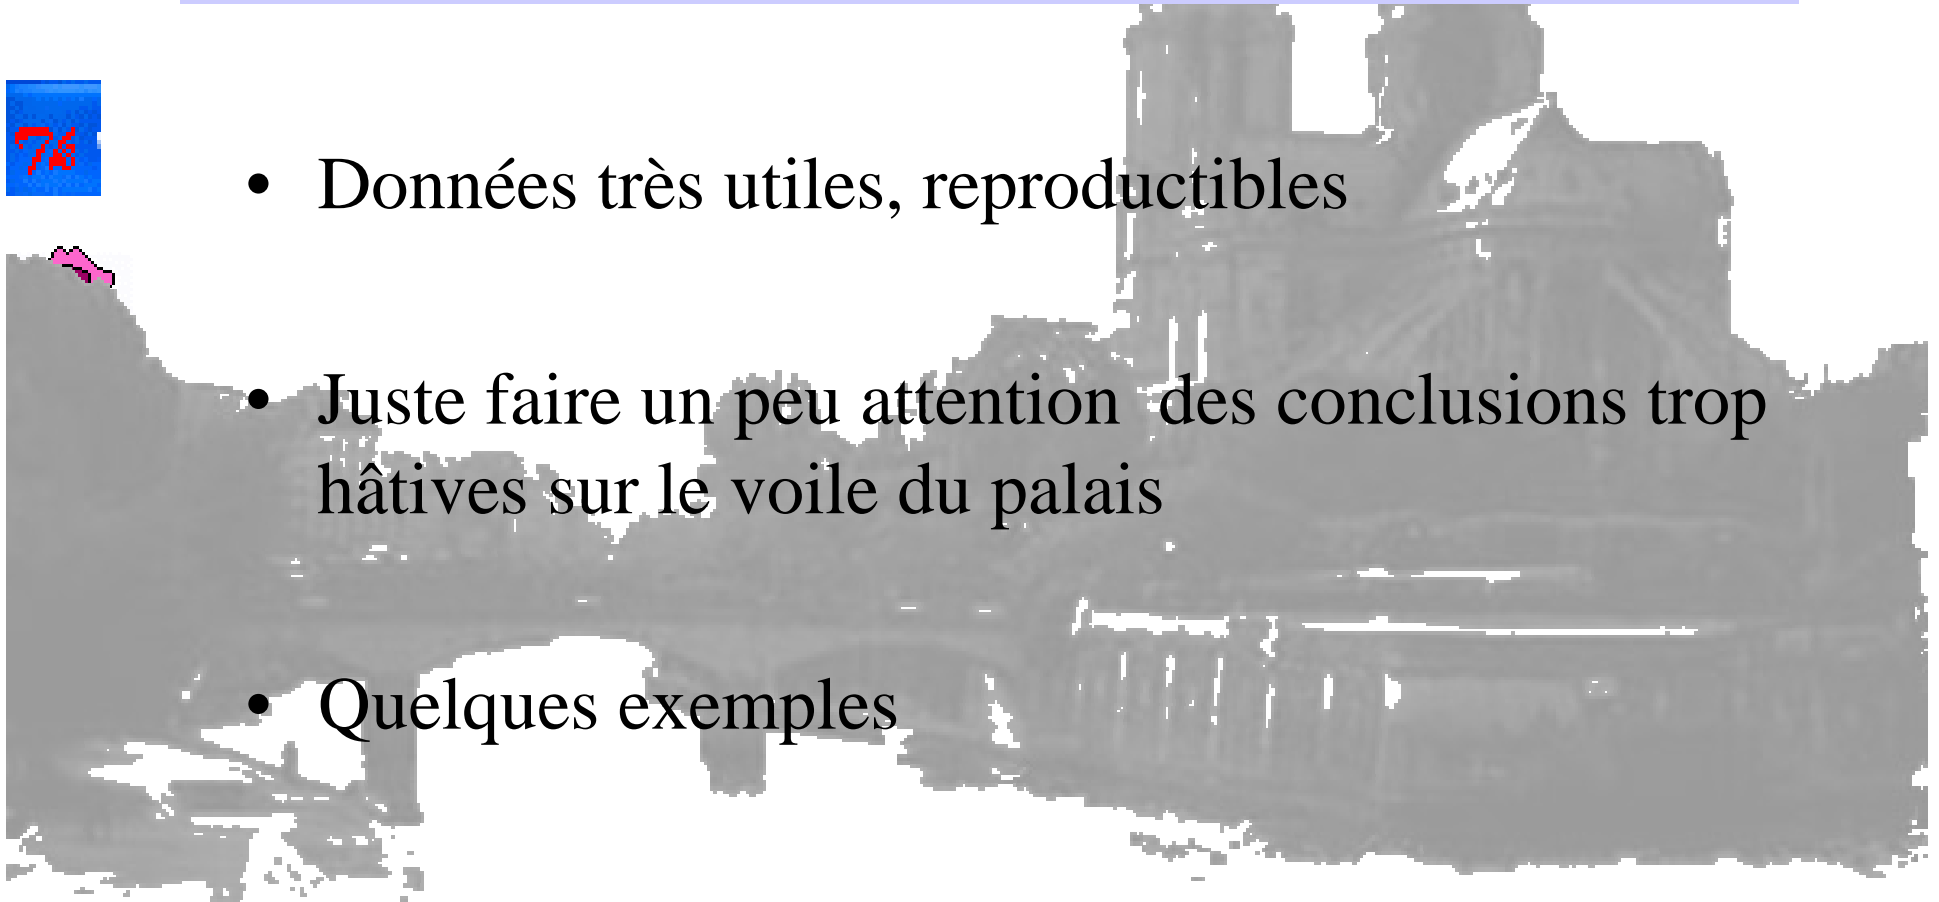 • Données très utiles, reproductibles
• Juste faire un peu attention  des conclusions trop
hâtives sur le voile du palais
• Quelques exemples